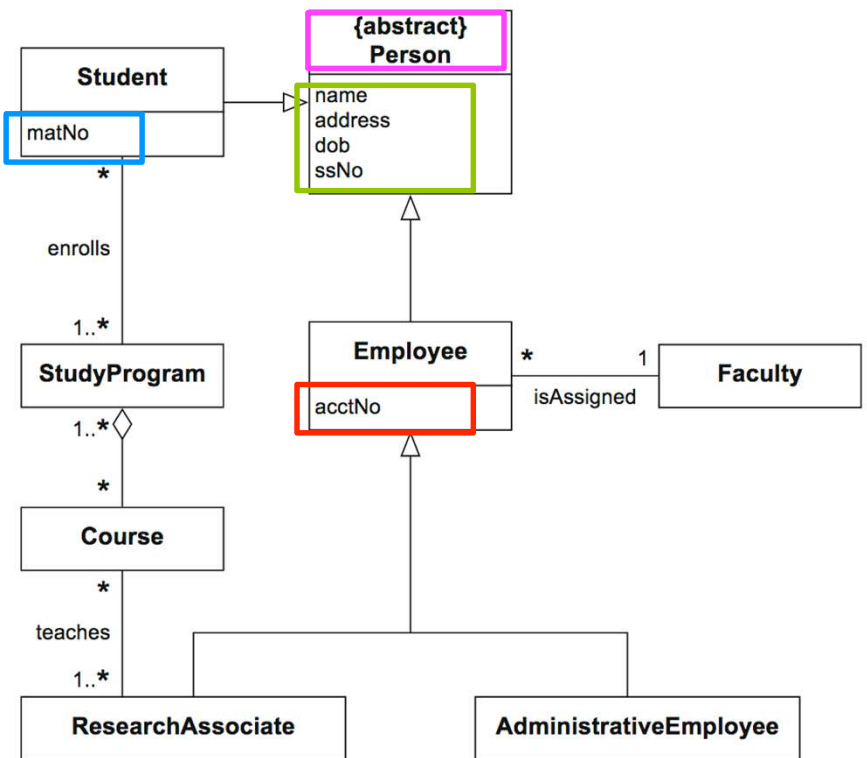 {abstract}
Person
name
address
dob
ssNo
Student
matNo
*
enrolls
1..*
StudyProgram
1..*
*
Course
*
teaches
1..*
ResearchAssociate
Employee
acctNo
*
1
isAssigned
Faculty
AdministrativeEmployee